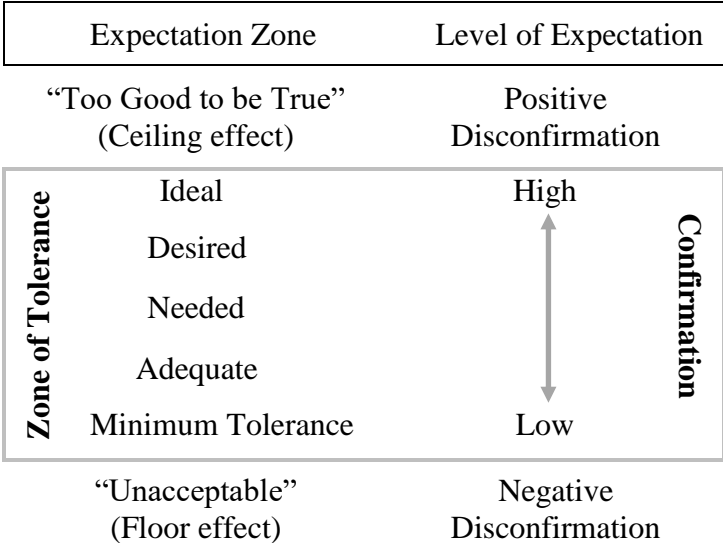 Expectation Zone Level of Expectation
“Too Good to be True” Positive
(Ceiling effect) Disconfirmation
Zone of Tolerance
Ideal High
Desired
Needed
Adequate
Minimum Tolerance Low
Confirmation
“Unacceptable” Negative
(Floor effect) Disconfirmation